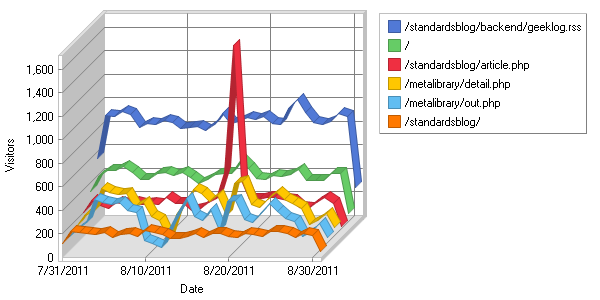 1,600
1,400
1,200
1,000
800
600
400
200
0
Visitors
7/31/2011 8/10/2011 8/20/2011 8/30/2011
Date
/standardsblog/backend/geeklog.rss
/
/standardsblog/article.php
/metalibrary/detail.php
/metalibrary/out.php
/standardsblog/